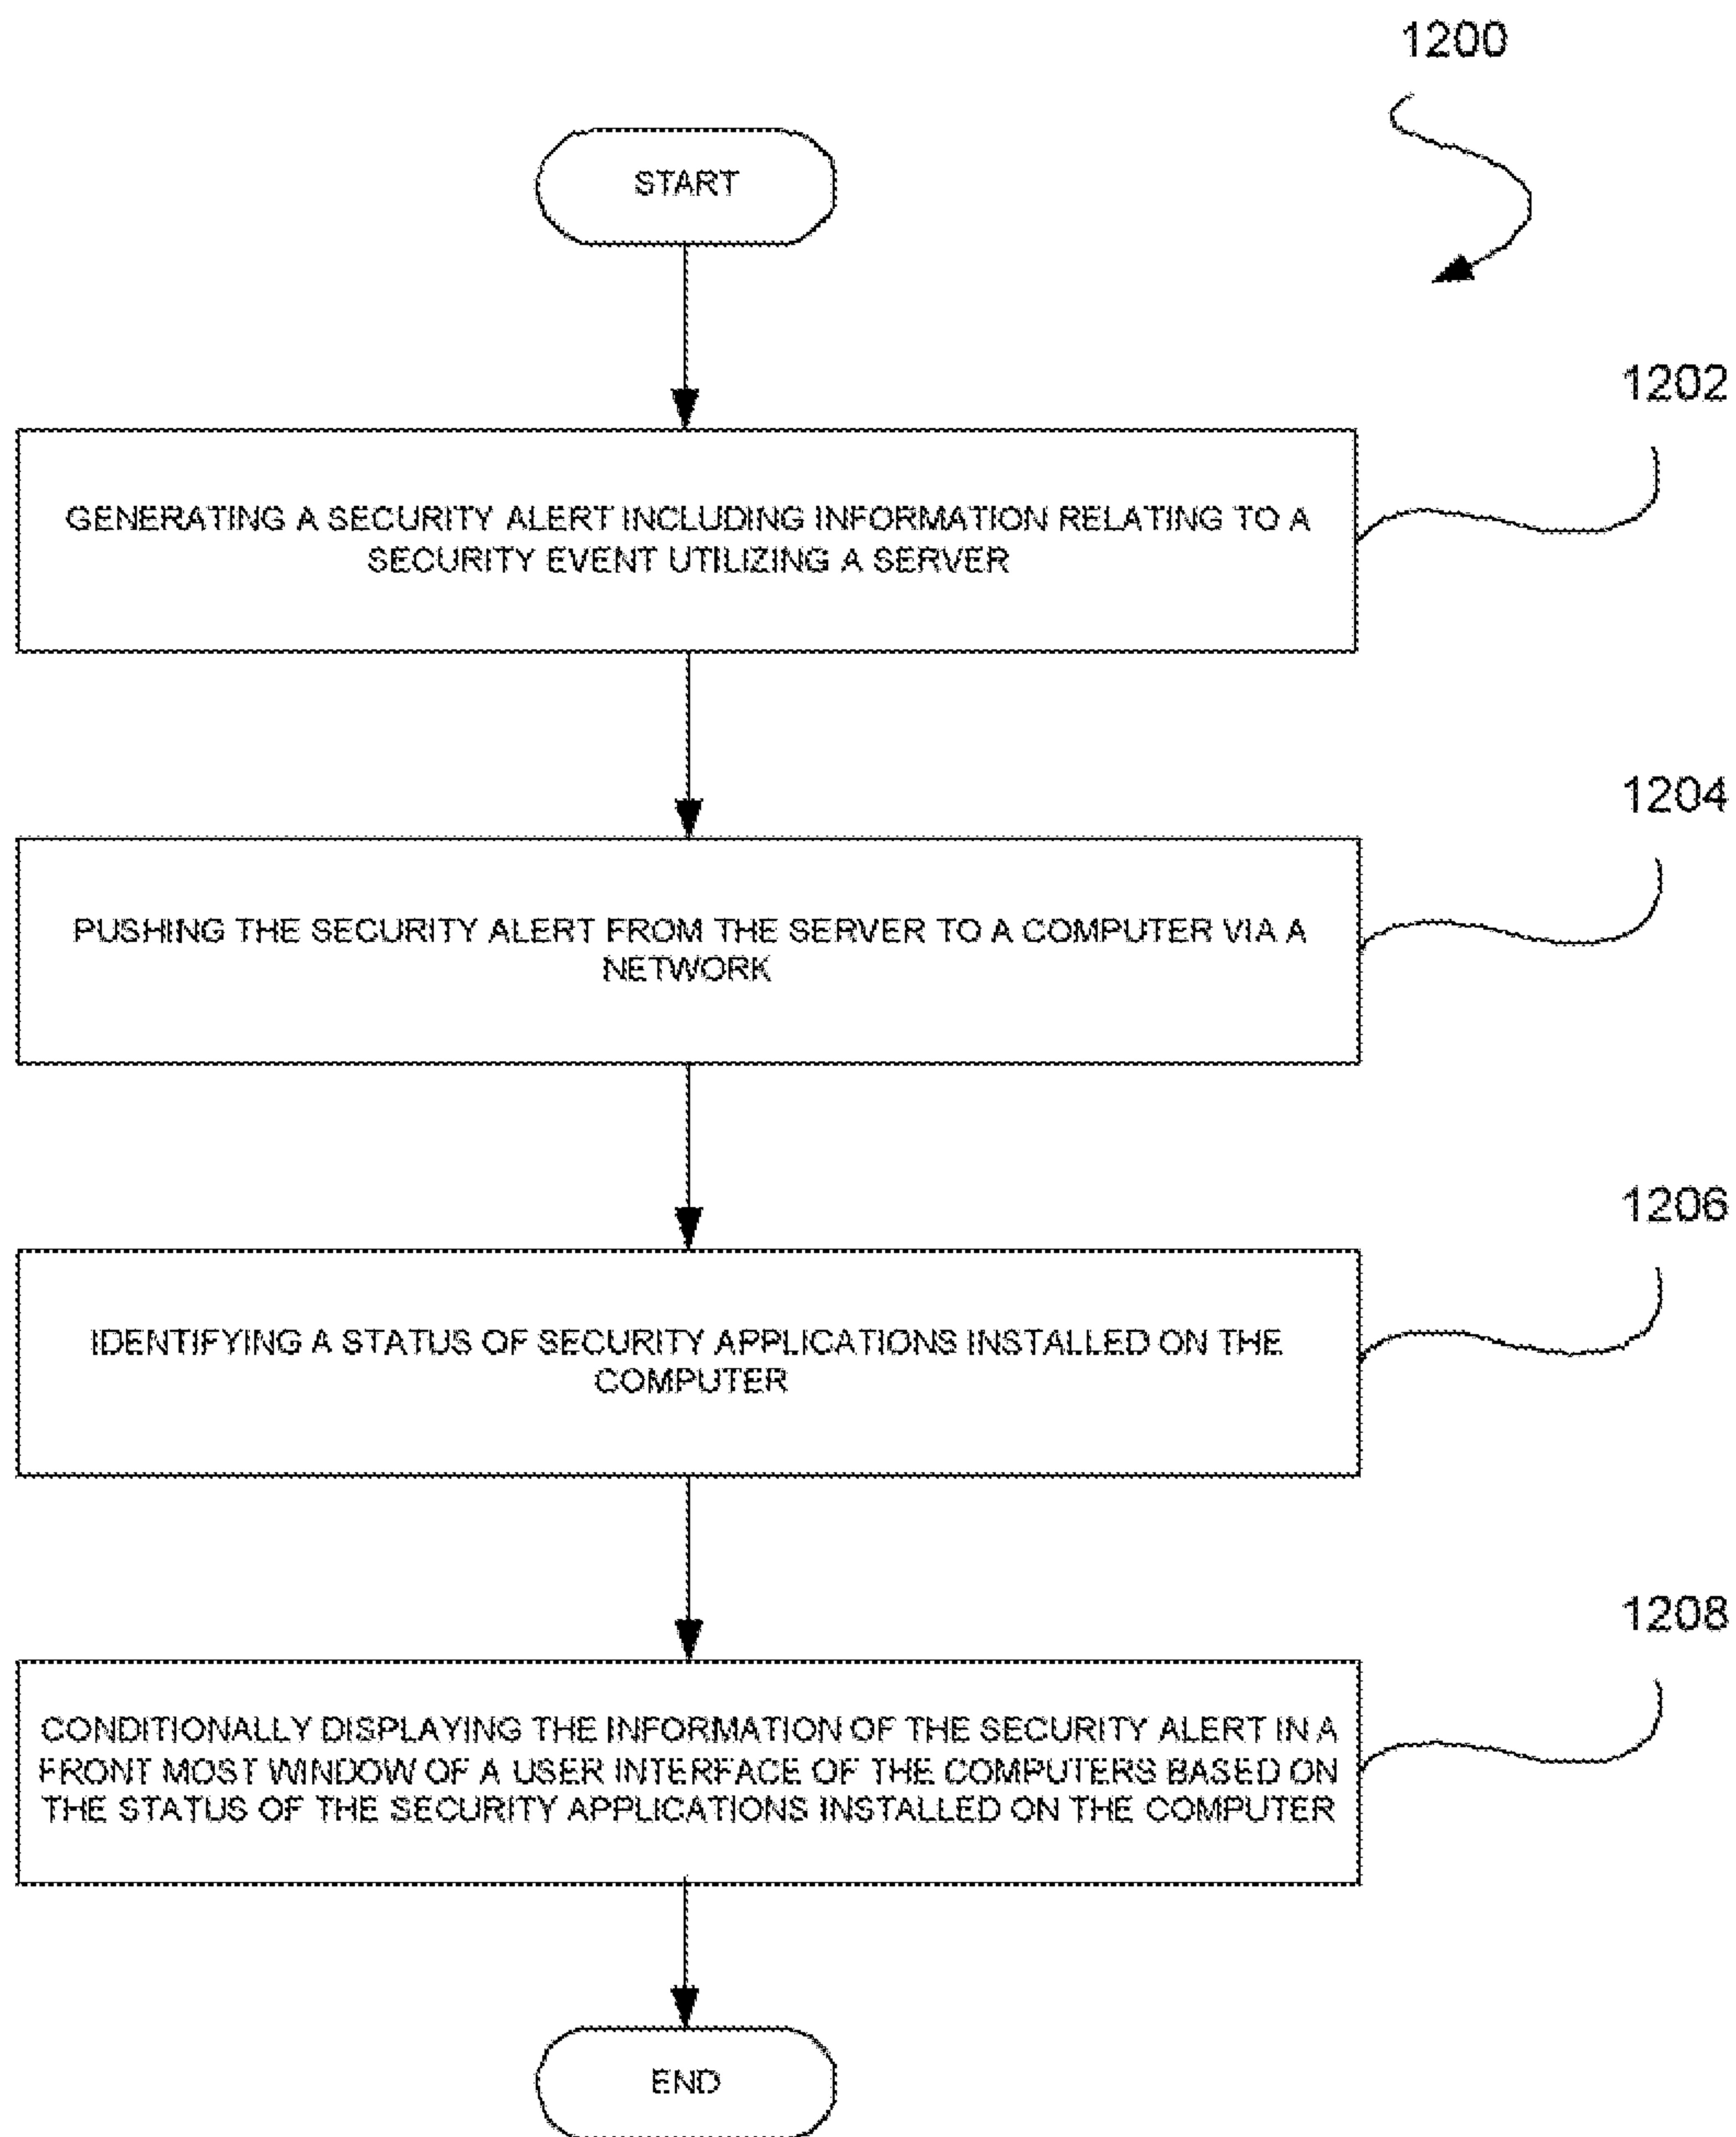 1200
START
1202
GENERATING A SECURITY ALERT INCLUDING INFORMATION RELATING TO A
SECURITY EVENT UTILIZING A SERVER
1204
PUSHING THE SECURITY ALERT FROM THE SERVER TO A COMPUTER VIA A
NETWORK
1206
IDENTIFYING A STATUS OF SECURITY APPLICATIONS INSTALLED ON THE
COMPUTER
1208
CONDITIONALLY DISPLAYING THE INFORMATION OF THE SECURITY ALERT IN A
FRONT MOST WINDOW OF A USER INTERFACE OF THE COMPUTERS BASED ON
THE STATUS OF THE SECURITY APPLICATIONS INSTALLED ON THE COMPUTER
END